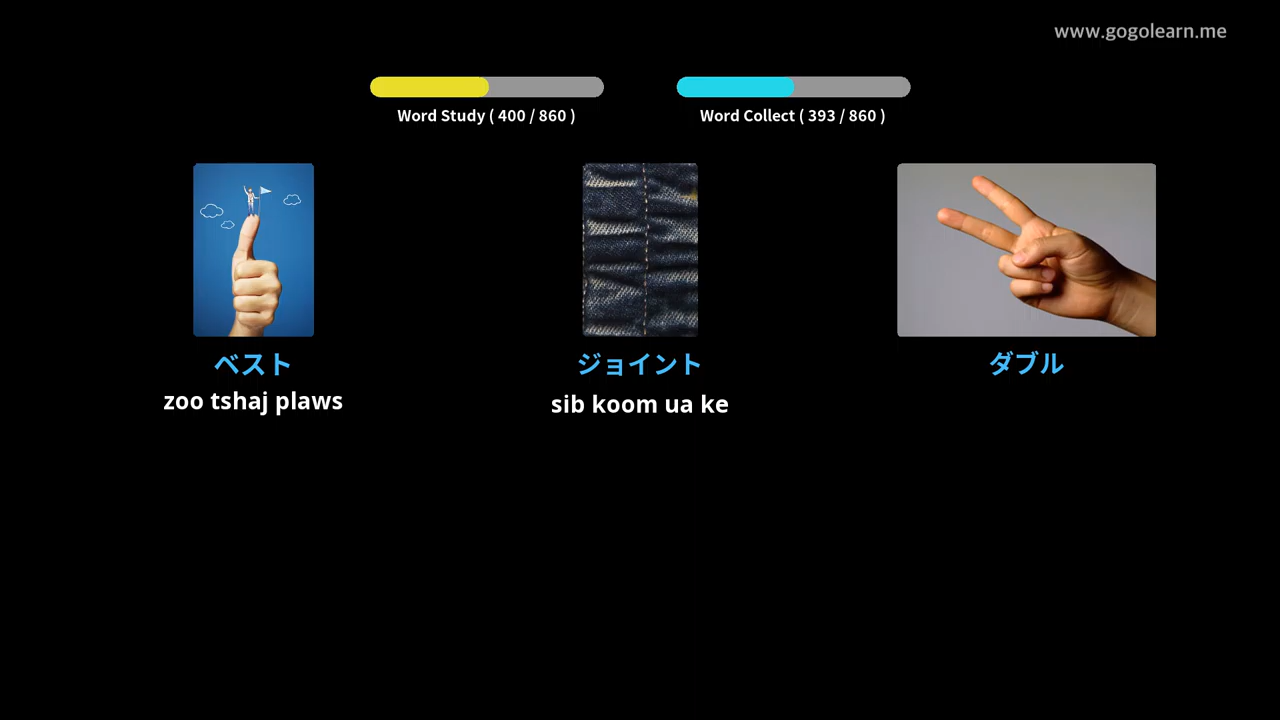 www.gogolearn.me
Word Study ( 400 / 860 )
Word Collect ( 393 / 860 )
ベスト
zoo tshaj plaws
ジョイント
sib koom ua ke
ダブル